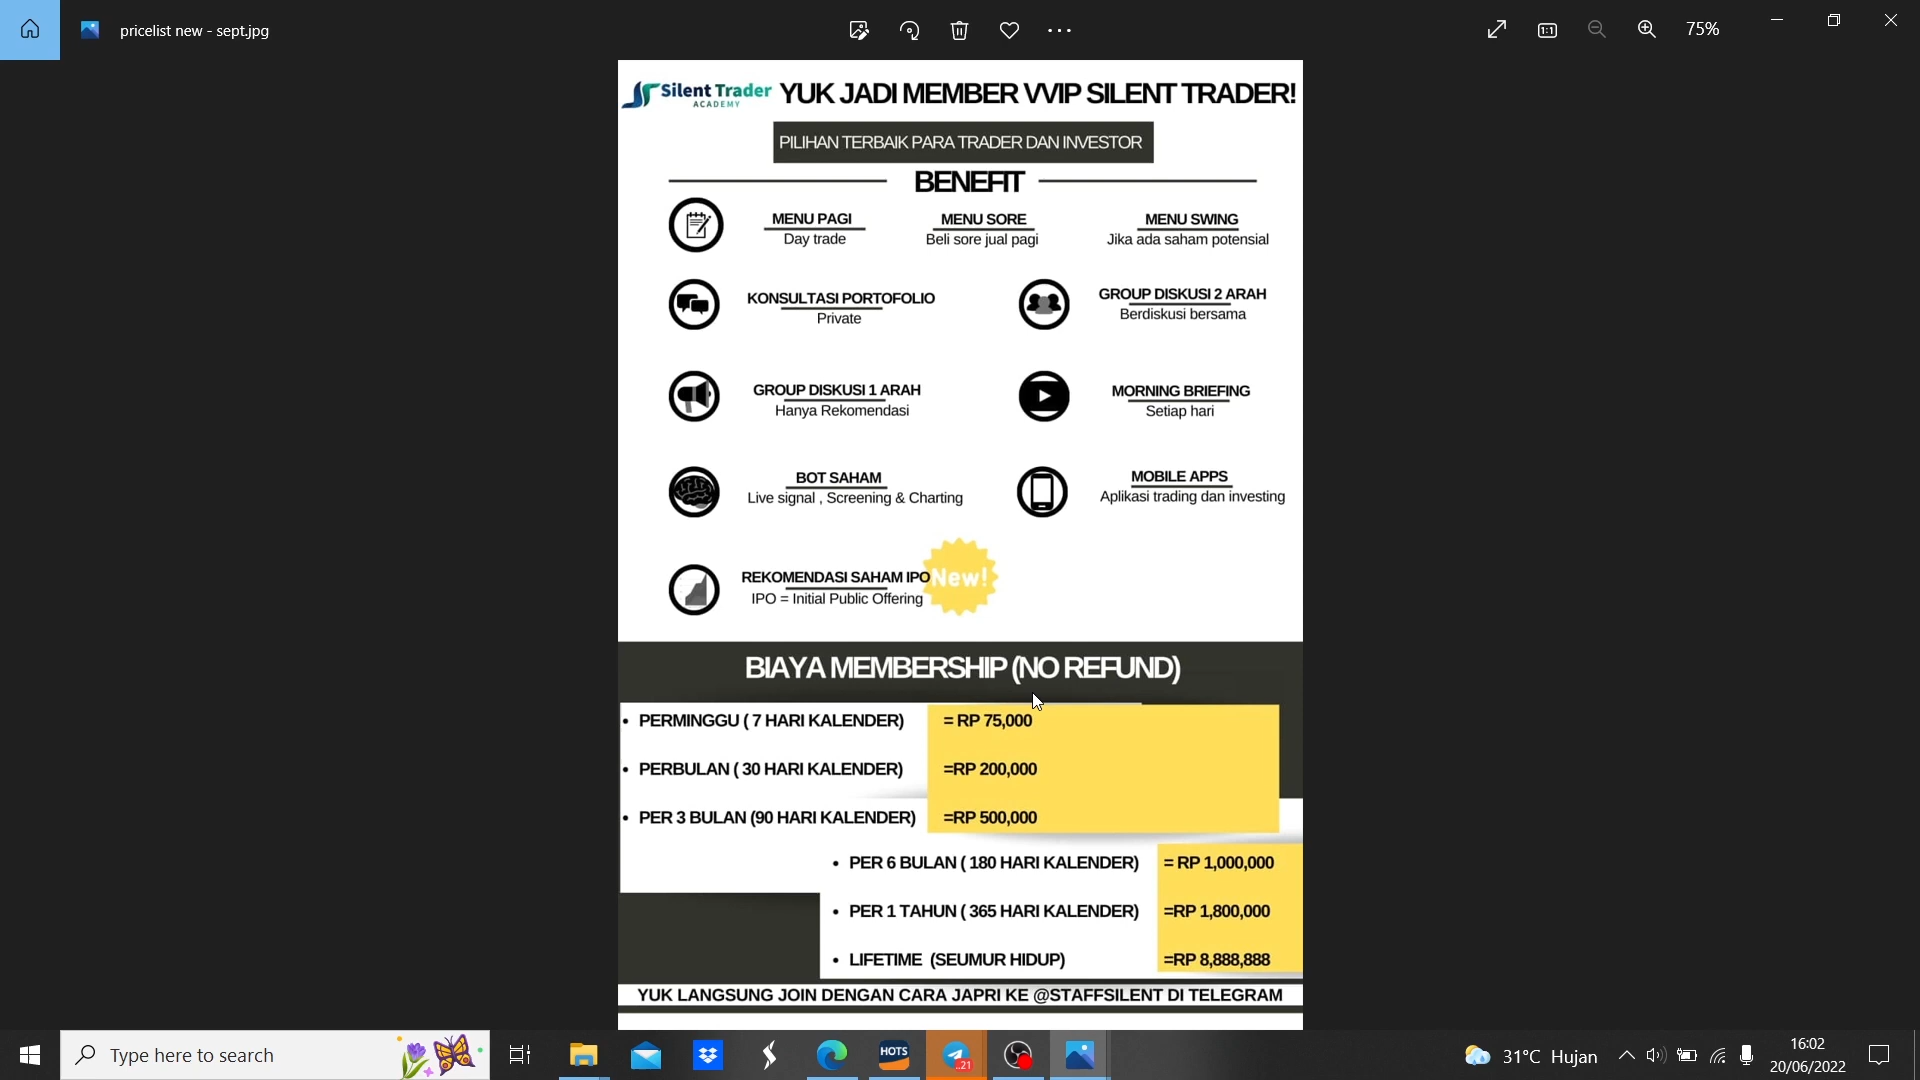 pricelist new - sept.jpg
75%
Silent Trader
ACADEMY
YUK JADI MEMBER VVIP SILENT TRADER!
PILIHAN TERBAIK PARA TRADER DAN INVESTOR
BENEFIT
MENU PAGI
Day trade
MENU SORE
Beli sore jual pagi
MENU SWING
Jika ada saham potensial
KONSULTASI PORTOFOLIO
Private
GROUP DISKUSI 2 ARAH
Berdiskusi bersama
GROUP DISKUSI 1 ARAH
Hanya Rekomendasi
MORNING BRIEFING
Setiap hari
BOT SAHAM
Live signal , Screening & Charting
MOBILE APPS
Aplikasi trading dan investing
REKOMENDASI SAHAM IPO
IPO = Initial Public Offering
New!
BIAYA MEMBERSHIP (NO REFUND)
• PERMINGGU ( 7 HARI KALENDER) = RP 75,000
• PERBULAN ( 30 HARI KALENDER) =RP 200,000
• PER 3 BULAN (90 HARI KALENDER) =RP 500,000
• PER 6 BULAN ( 180 HARI KALENDER) = RP 1,000,000
• PER 1 TAHUN ( 365 HARI KALENDER) =RP 1,800,000
• LIFETIME (SEUMUR HIDUP) =RP 8,888,888
YUK LANGSUNG JOIN DENGAN CARA JAPRI KE @STAFFSILENT DI TELEGRAM
Type here to search
HOTS
..21
31°C Hujan
16:02
20/06/2022